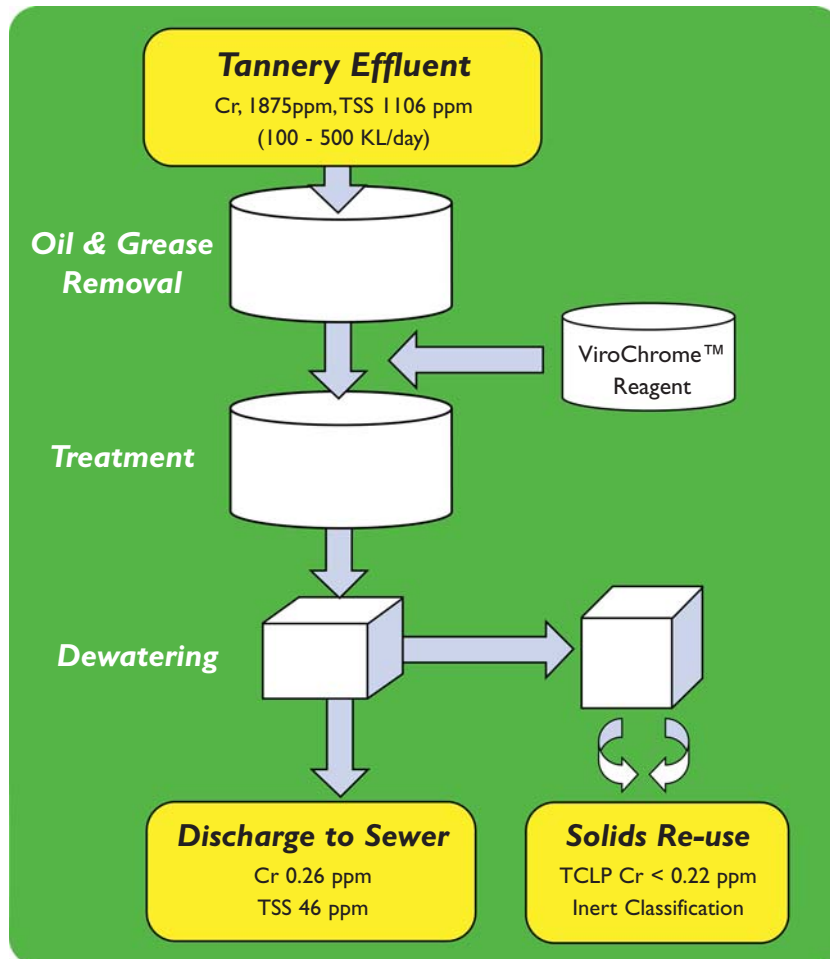 Tannery Effluent
Cr, 1875ppm, TSS 1106 ppm
(100 - 500 KL/day)
Oil & Grease
Removal
ViroChrome™
Reagent
Treatment
Dewatering
Discharge to Sewer
Cr 0.26 ppm
TSS 46 ppm
Solids Re-use
TCLP Cr < 0.22 ppm
Inert Classification